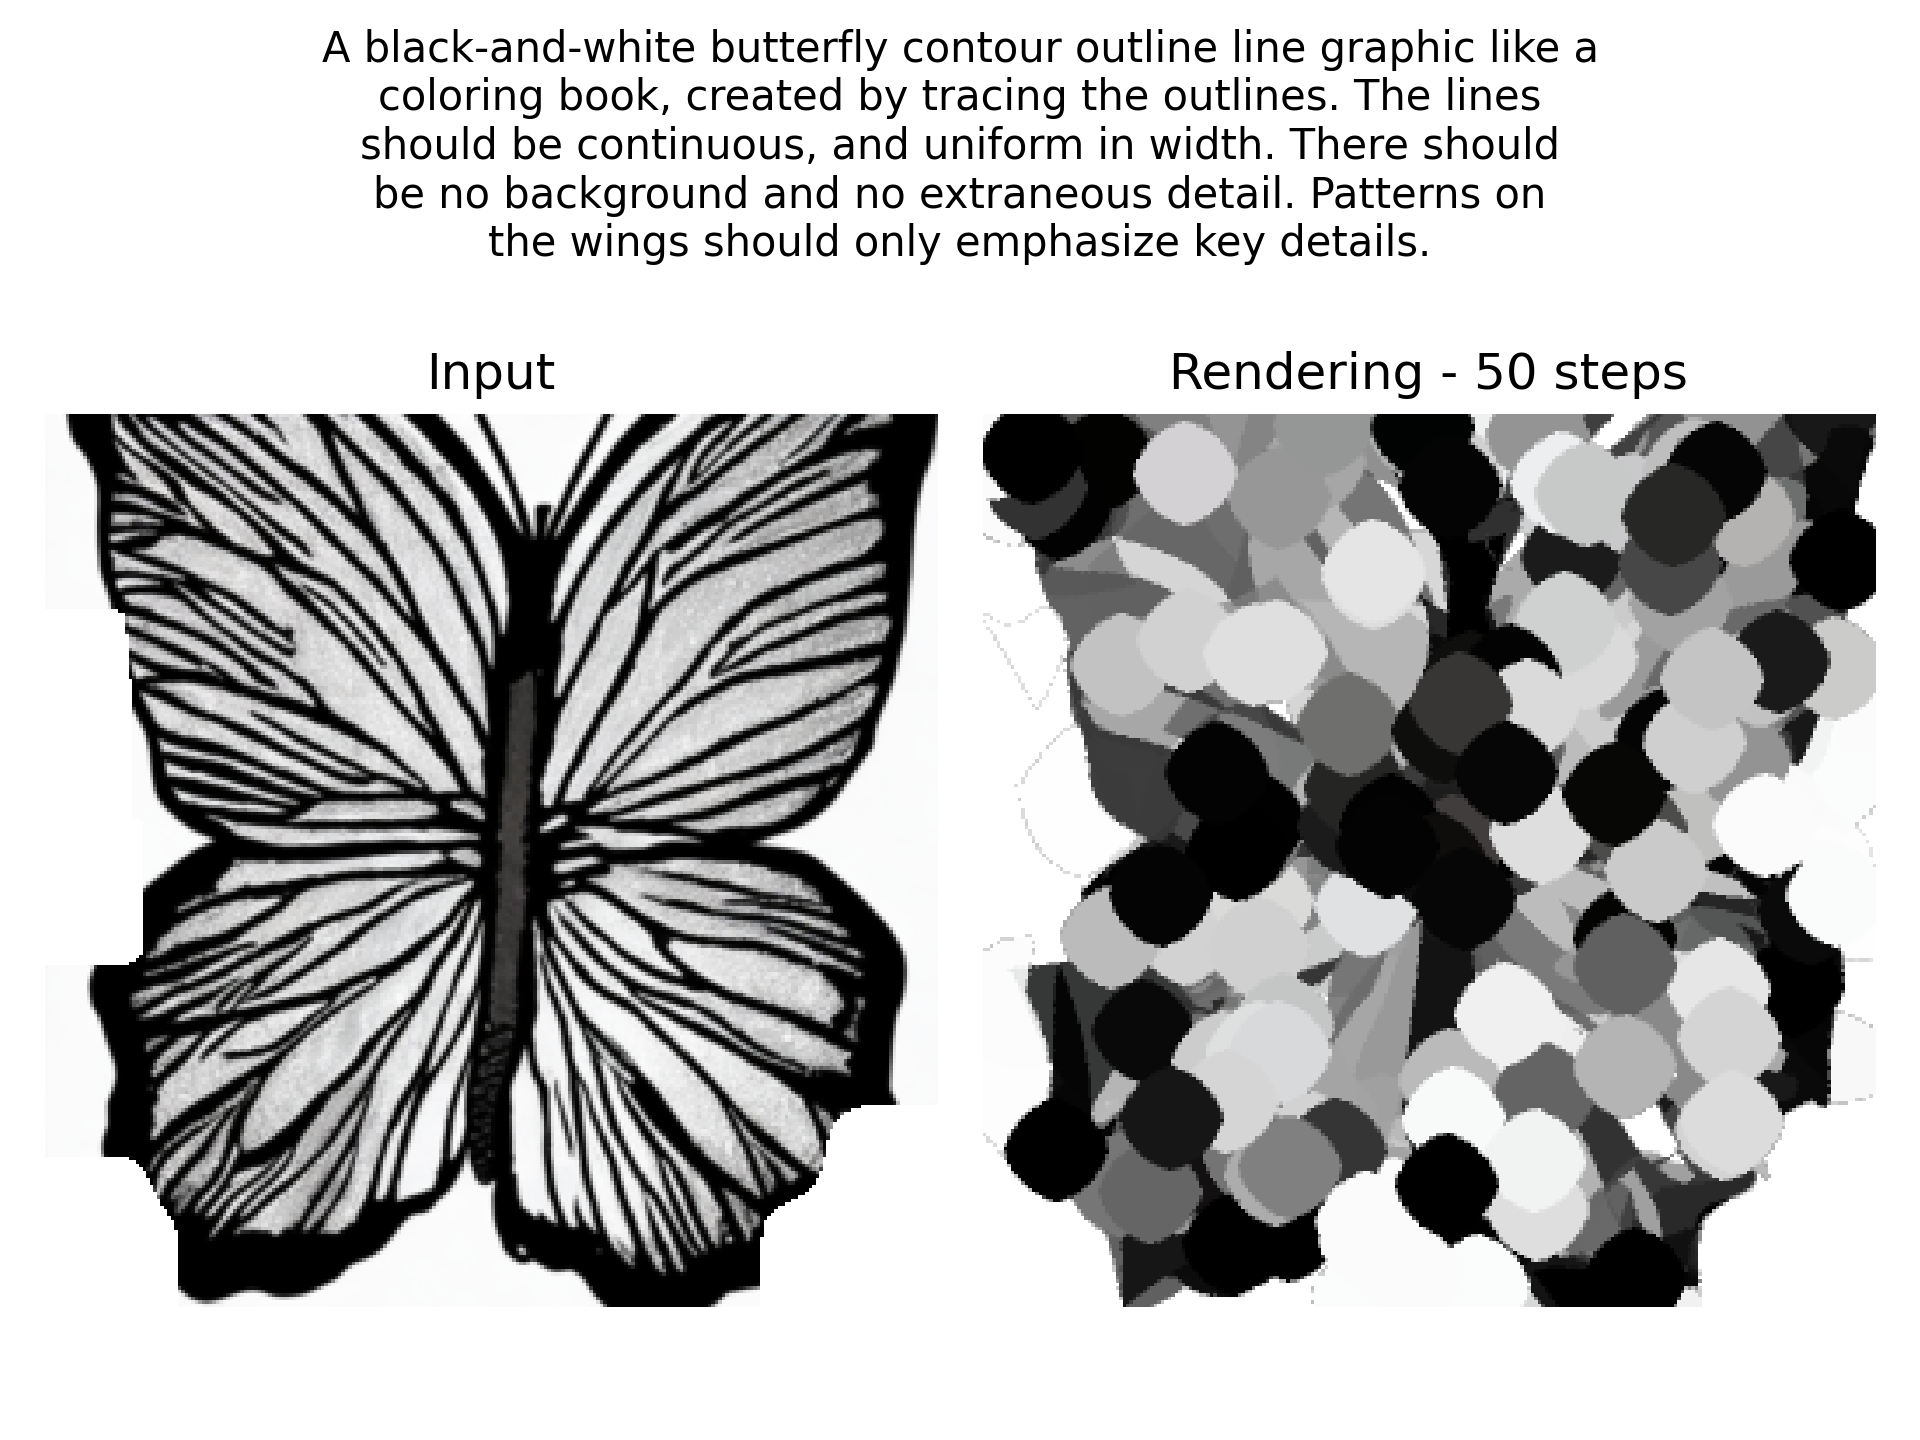 A black-and-white butterfly contour outline line graphic like a
coloring book, created by tracing the outlines. The lines
should be continuous, and uniform in width. There should
be no background and no extraneous detail. Patterns on
the wings should only emphasize key details.
Input
Rendering - 50 steps